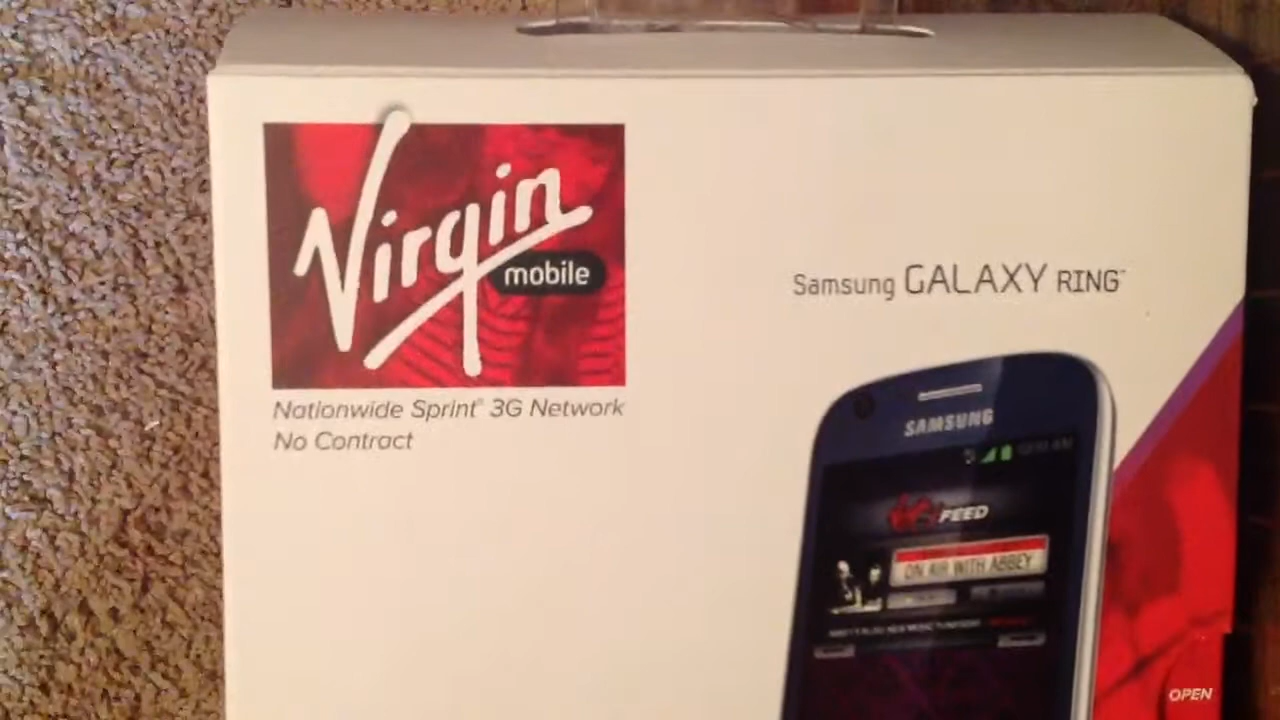 Virgin
mobile
Nationwide Sprint® 3G Network
No Contract
Samsung GALAXY RING™
SAMSUNG
FEED
ON AIR WITH ABBEY
OPEN